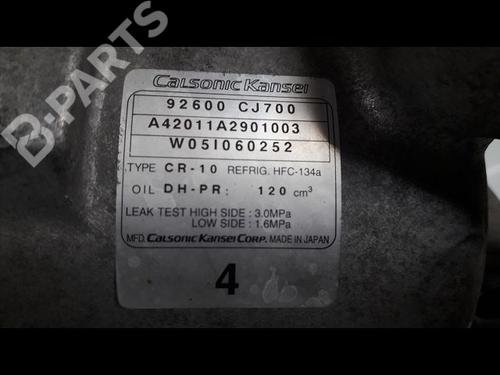 B-PARTS
Calsonic Kansei
92600 CJ700
A42011A2901003
W05I060252
TYPE CR-10 REFRIG. HFC-134a
OIL DH-PR: 120 cm³
LEAK TEST HIGH SIDE : 3.0MPa
LOW SIDE : 1.6MPa
MFD. CALSONIC KANSEI CORP. MADE IN JAPAN
4